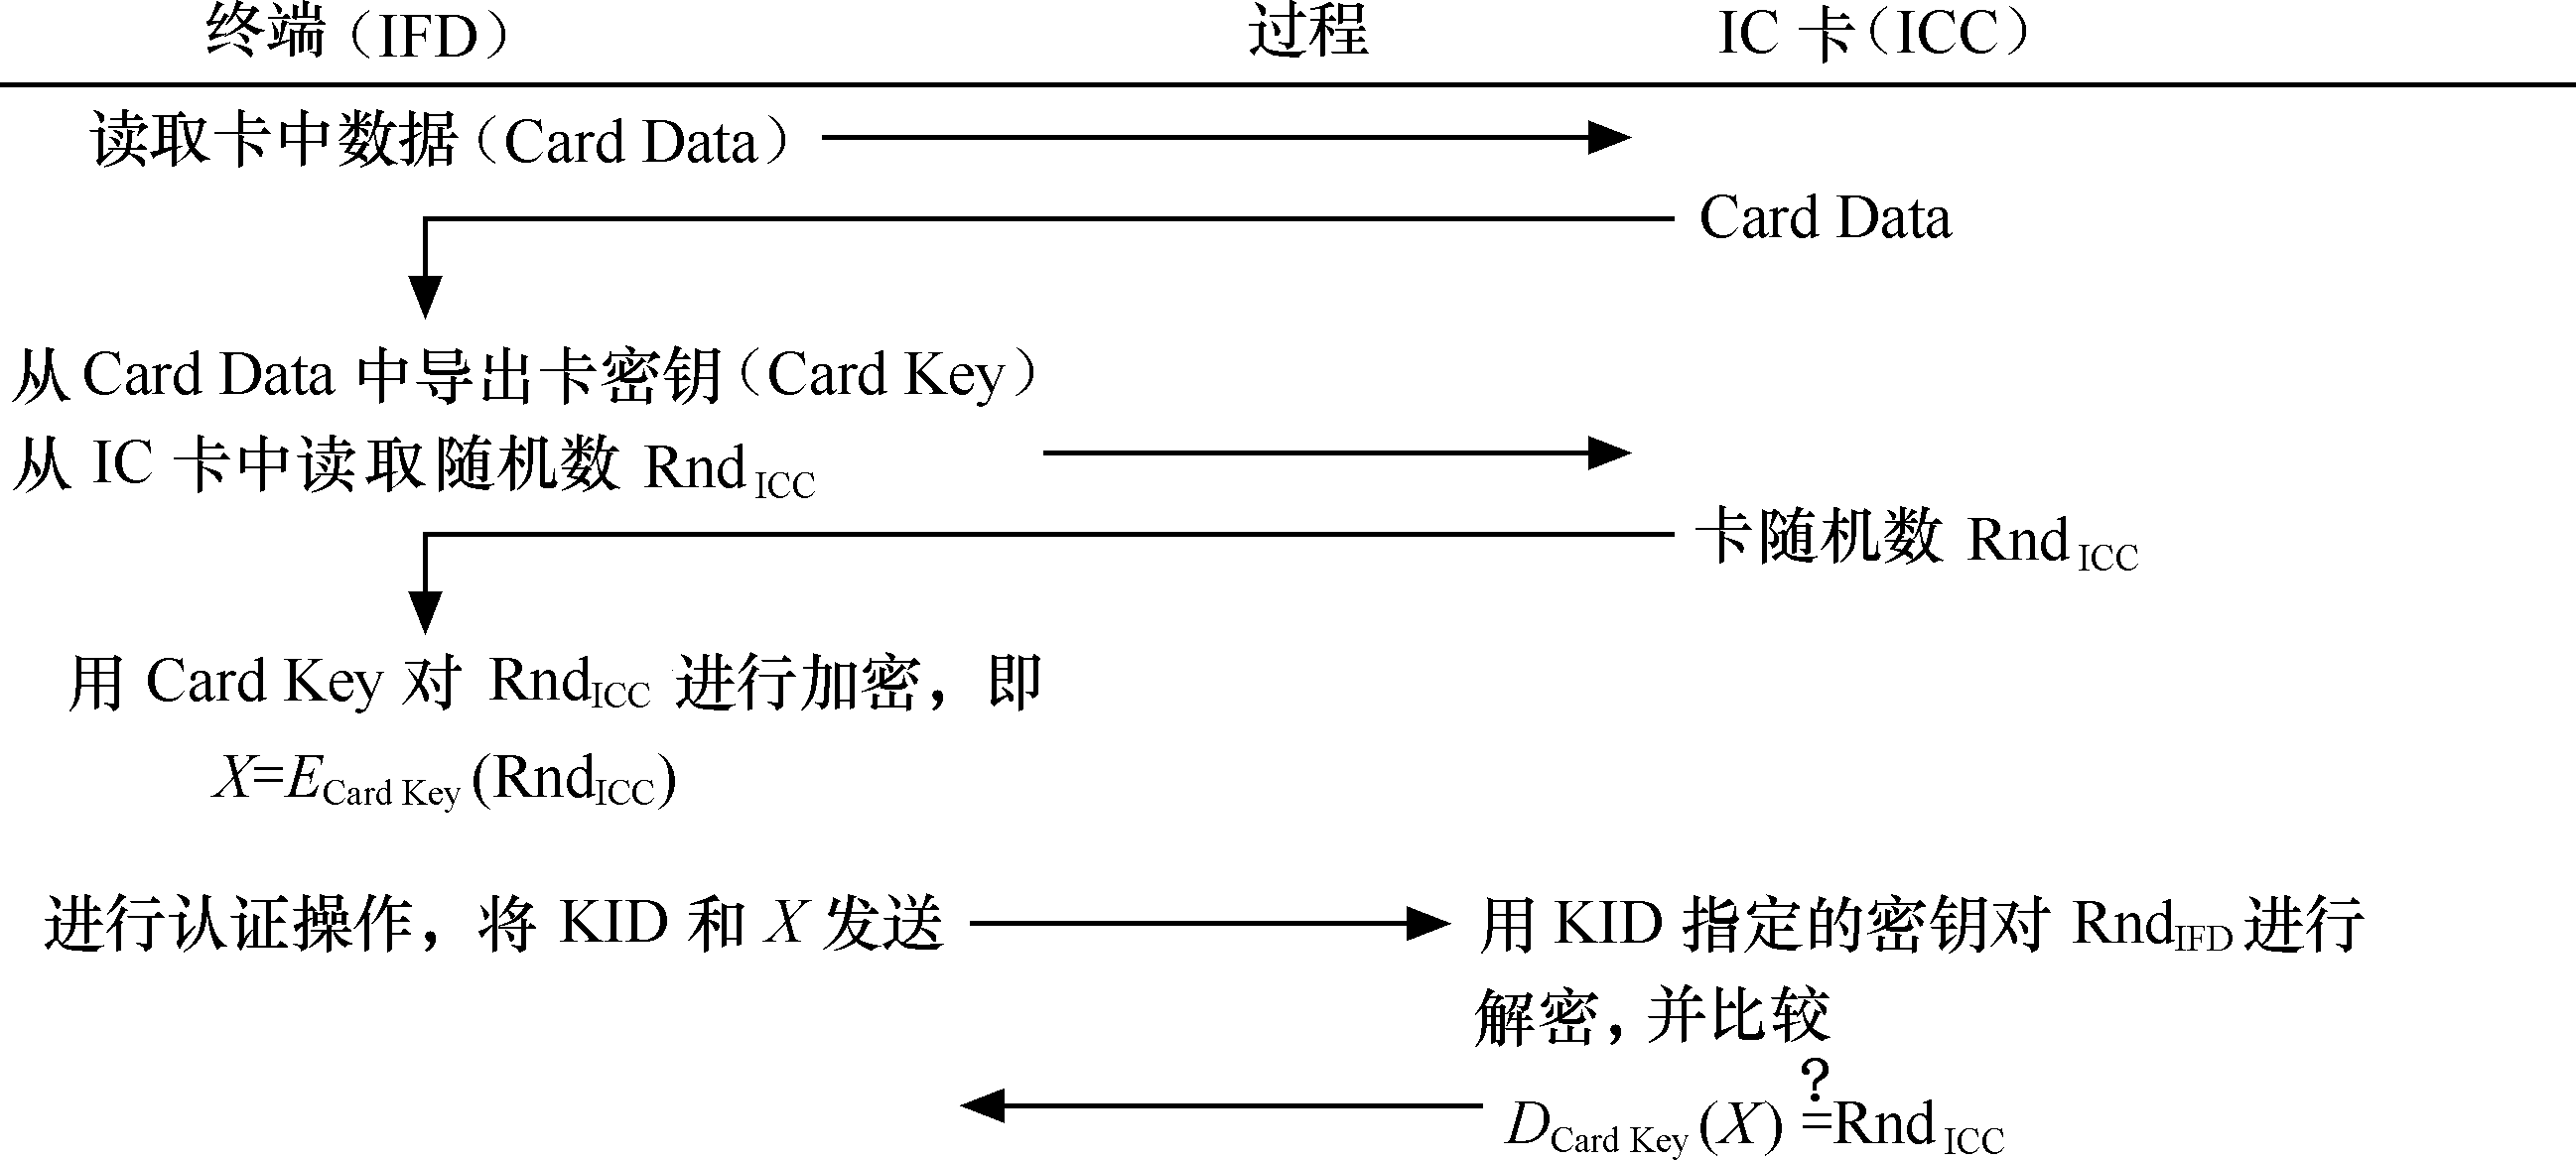 终端（IFD） 过程 IC 卡（ICC）
读取卡中数据（Card Data）
Card Data
从Card Data 中导出卡密钥（Card Key）
从 IC 卡中读取随机数 Rnd ICC
卡随机数 Rnd ICC
用 Card Key 对 RndICC 进行加密，即
X=ECard Key (RndICC)
进行认证操作，将 KID 和 X 发送 用 KID 指定的密钥对 RndIFD 进行
解密，并比较
?
DCard Key (X) =Rnd ICC